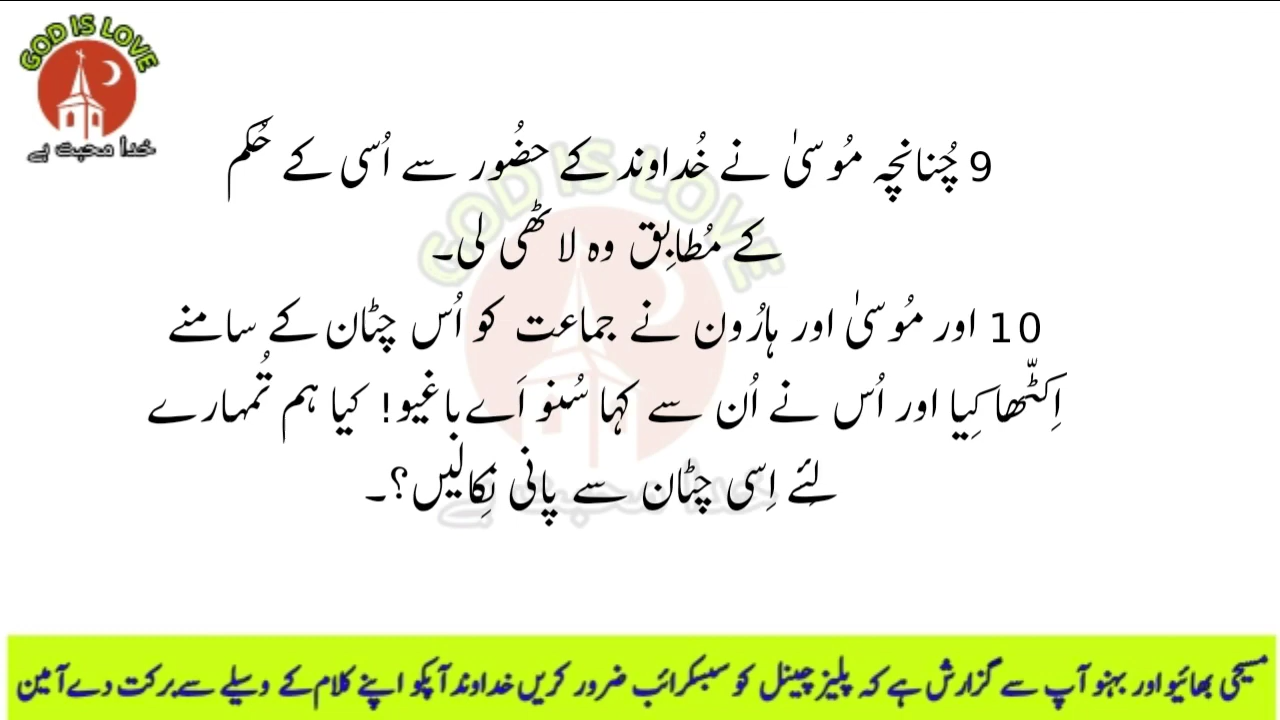 GOD IS LOVE
خدا محبت ہے
9 چُنانچہ مُوسیٰ نے خُداوند کے حضُور سے اُسی کے حُکم
کے مُطابِق وہ لاٹھی لی۔
10 اور مُوسیٰ اور ہارُون نے جماعت کو اُس چٹان کے سامنے
اِکٹّھا کِیا اور اُس نے اُن سے کہا سُنو اَے باغیو! کیا ہم تُمہارے
لِئے اِسی چٹان سے پانی نِکالیں؟۔
مسیحی بھائیو اور بہنو آپ سے گزارش ہے کہ پلیز چینل کو سبسکرائب ضرور کریں خداوند آپکو اپنے کلام کے وسیلے سے برکت دے آمین